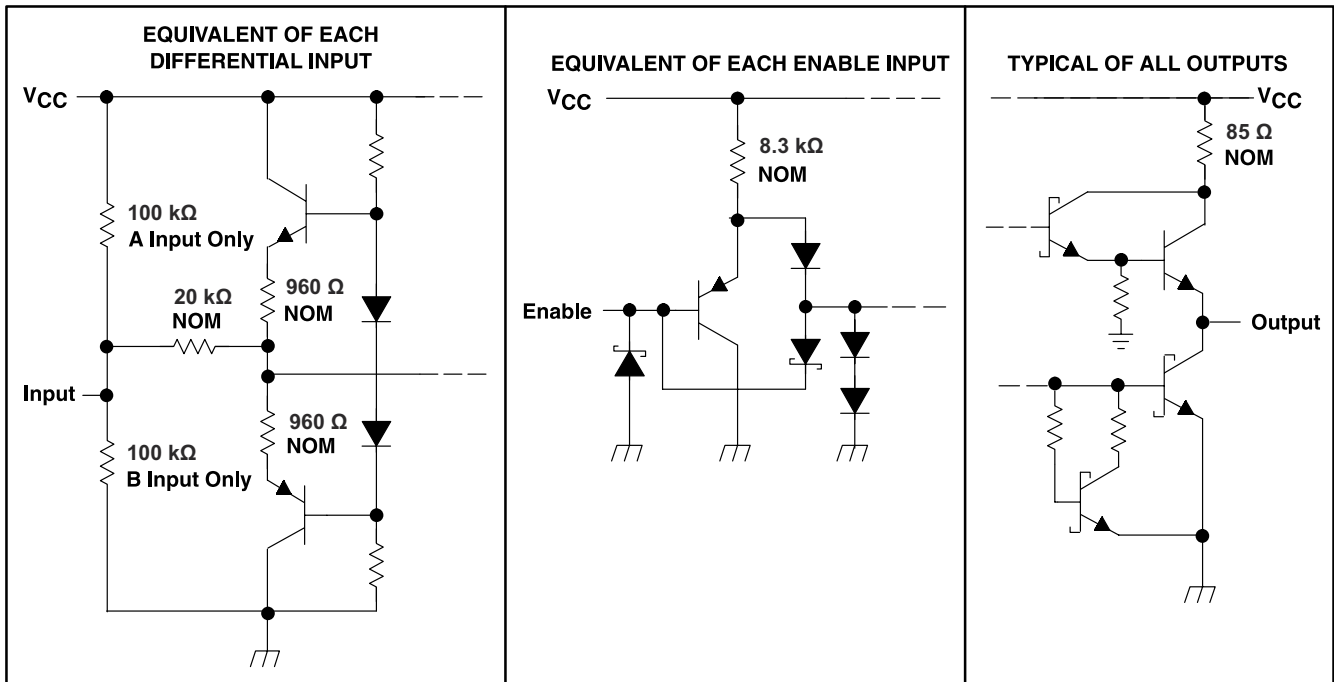 EQUIVALENT OF EACH
DIFFERENTIAL INPUT
VCC
100 kΩ
A Input Only
20 kΩ
NOM
960 Ω
NOM
Input
960 Ω
NOM
100 kΩ
B Input Only
EQUIVALENT OF EACH ENABLE INPUT
VCC
8.3 kΩ
NOM
Enable
TYPICAL OF ALL OUTPUTS
VCC
85 Ω
NOM
Output